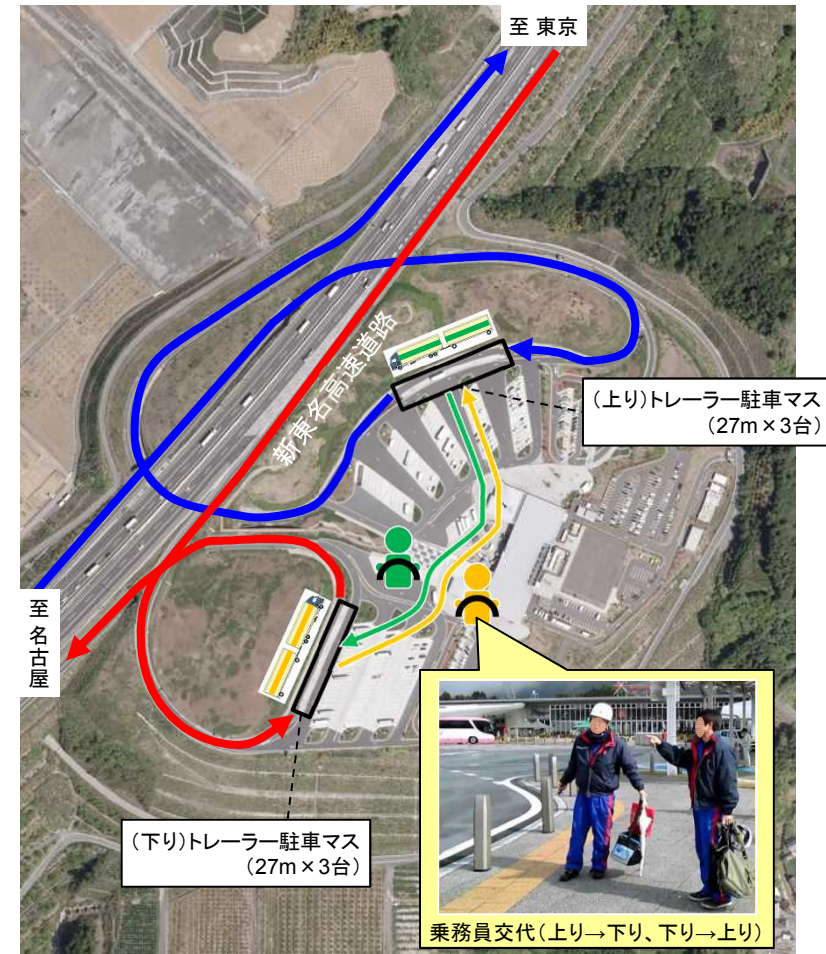 至 東京
新東名高速道路
(上り)トレーラー駐車マス
(27m×3台)
至 名古屋
(下り)トレーラー駐車マス
(27m×3台)
乗務員交代(上り→下り、下り→上り)